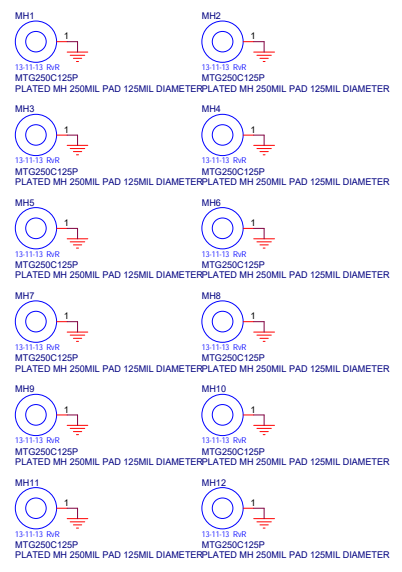 MH1
1
13-11-13 RvR
MTG250C125P
PLATED MH 250MIL PAD 125MIL DIAMETER
MH2
1
13-11-13 RvR
MTG250C125P
PLATED MH 250MIL PAD 125MIL DIAMETER
MH3
1
13-11-13 RvR
MTG250C125P
PLATED MH 250MIL PAD 125MIL DIAMETER
MH4
1
13-11-13 RvR
MTG250C125P
PLATED MH 250MIL PAD 125MIL DIAMETER
MH5
1
13-11-13 RvR
MTG250C125P
PLATED MH 250MIL PAD 125MIL DIAMETER
MH6
1
13-11-13 RvR
MTG250C125P
PLATED MH 250MIL PAD 125MIL DIAMETER
MH7
1
13-11-13 RvR
MTG250C125P
PLATED MH 250MIL PAD 125MIL DIAMETER
MH8
1
13-11-13 RvR
MTG250C125P
PLATED MH 250MIL PAD 125MIL DIAMETER
MH9
1
13-11-13 RvR
MTG250C125P
PLATED MH 250MIL PAD 125MIL DIAMETER
MH10
1
13-11-13 RvR
MTG250C125P
PLATED MH 250MIL PAD 125MIL DIAMETER
MH11
1
13-11-13 RvR
MTG250C125P
PLATED MH 250MIL PAD 125MIL DIAMETER
MH12
1
13-11-13 RvR
MTG250C125P
PLATED MH 250MIL PAD 125MIL DIAMETER